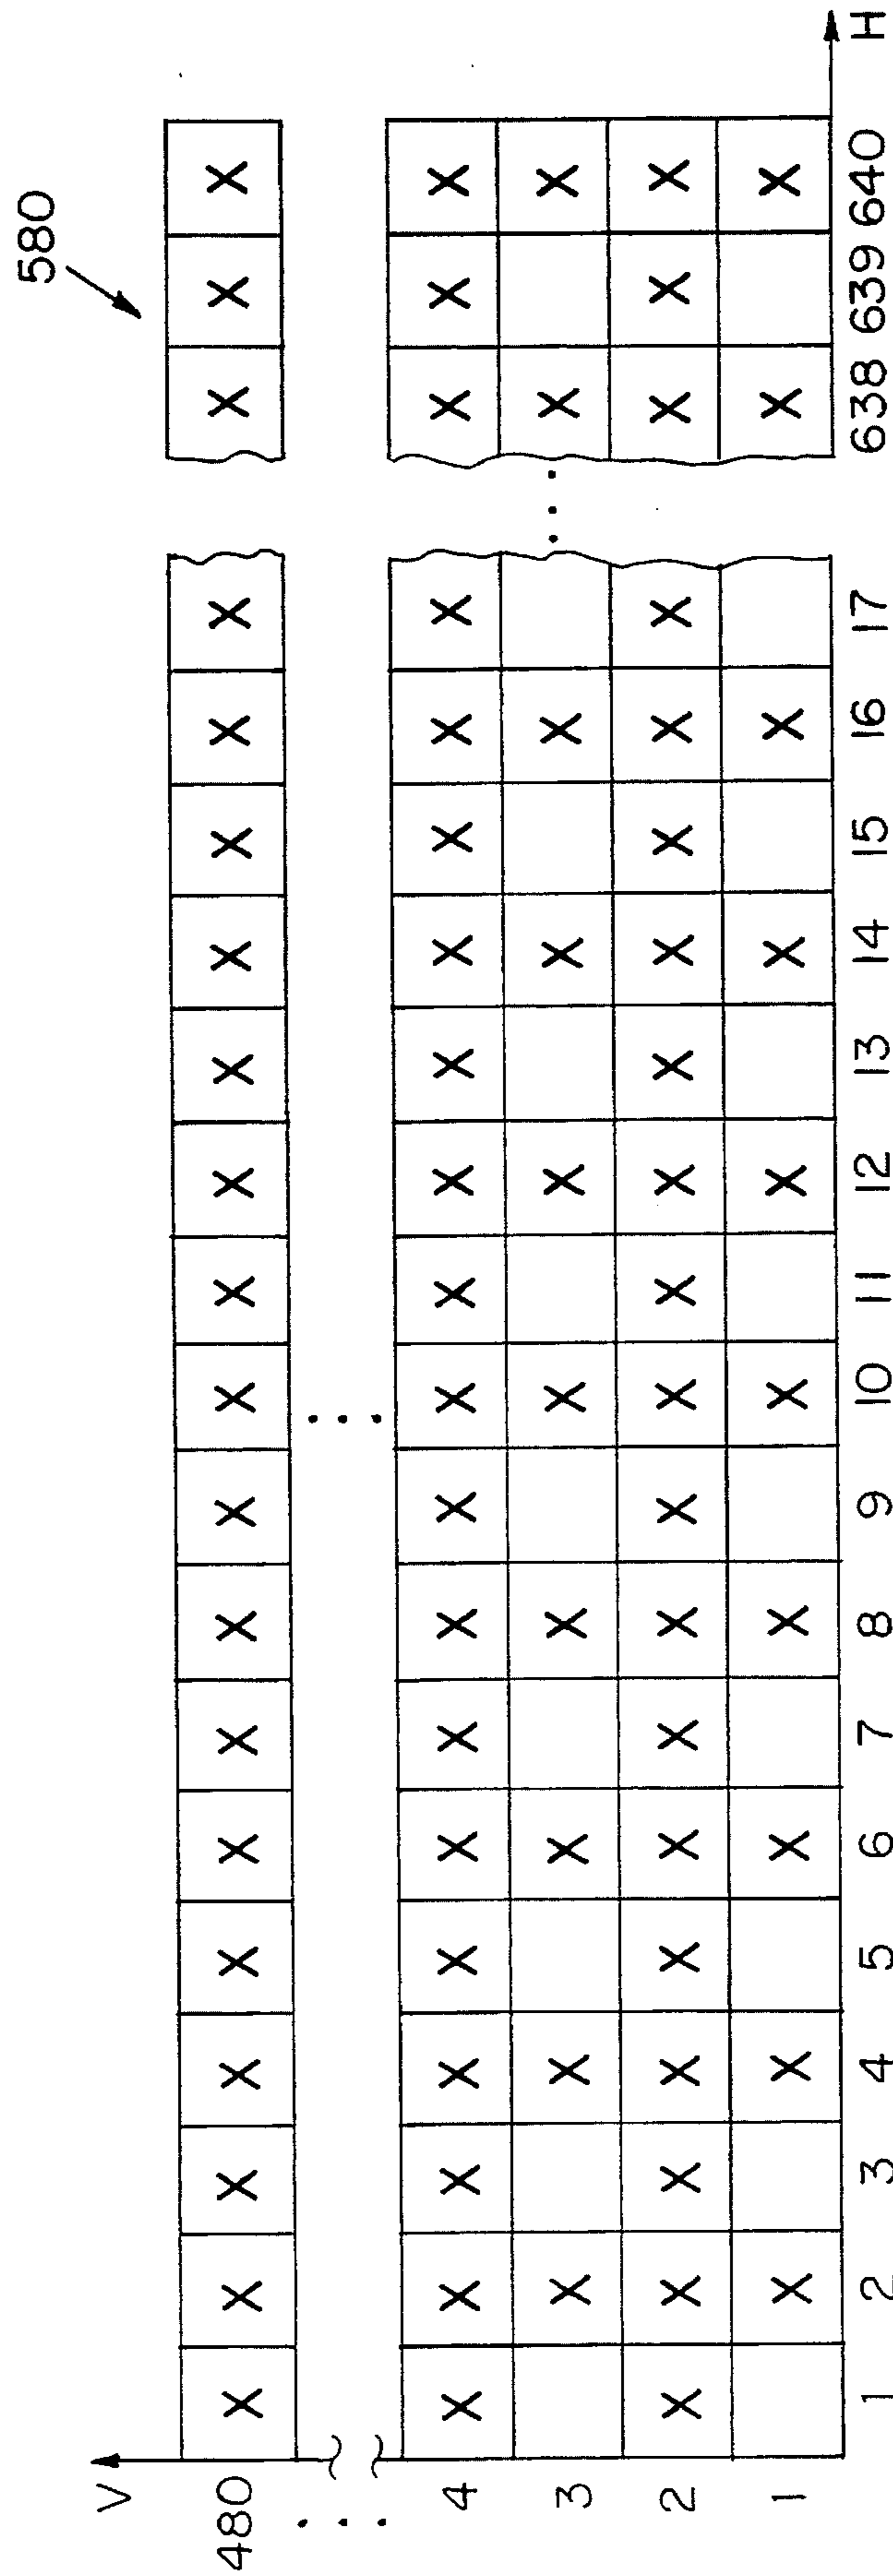 580
V
480 X X X X X X X X X X X X X X X X X X X X
4 X X X X X X X X X X X X X X X X X X X X
3 X X X X X X X X X X
2 X X X X X X X X X X X X X X X X X X X X
1 X X X X X X X X X X
1 2 3 4 5 6 7 8 9 10 11 12 13 14 15 16 17 638 639 640 H